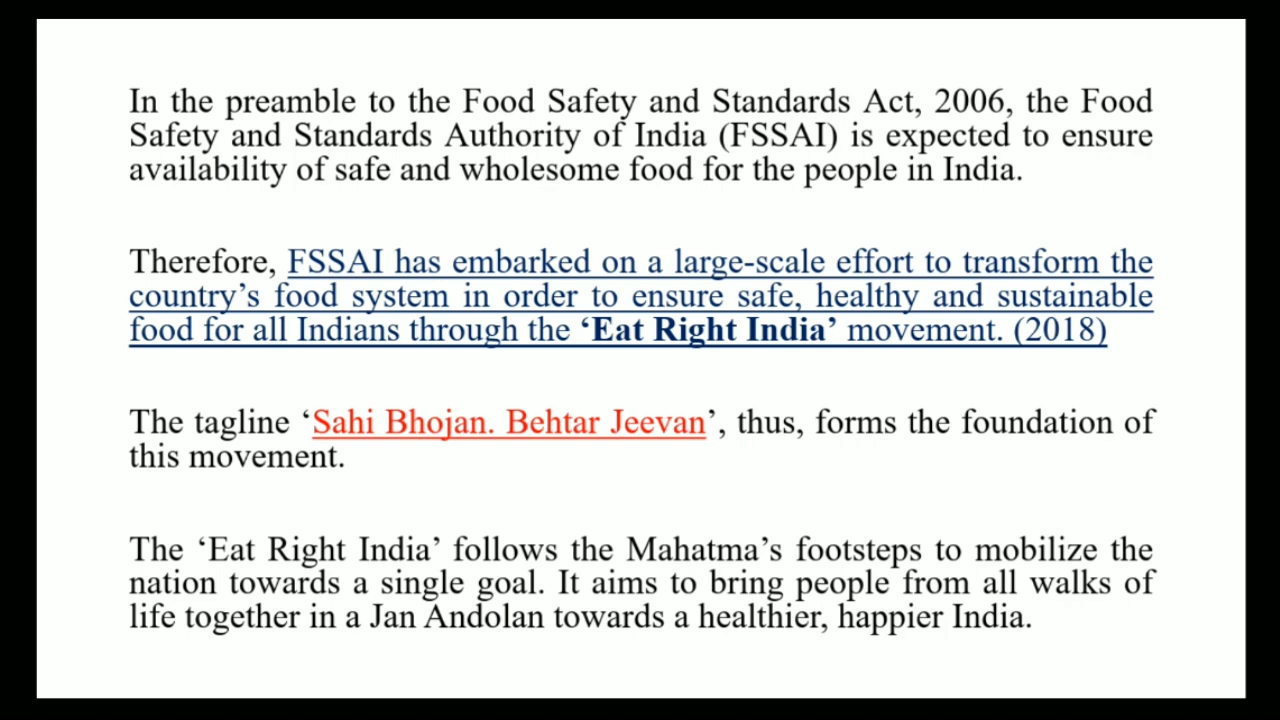 In the preamble to the Food Safety and Standards Act, 2006, the Food
Safety and Standards Authority of India (FSSAI) is expected to ensure
availability of safe and wholesome food for the people in India.
Therefore, FSSAI has embarked on a large-scale effort to transform the
country’s food system in order to ensure safe, healthy and sustainable
food for all Indians through the ‘Eat Right India’ movement. (2018)
The tagline ‘Sahi Bhojan. Behtar Jeevan’, thus, forms the foundation of
this movement.
The ‘Eat Right India’ follows the Mahatma’s footsteps to mobilize the
nation towards a single goal. It aims to bring people from all walks of
life together in a Jan Andolan towards a healthier, happier India.